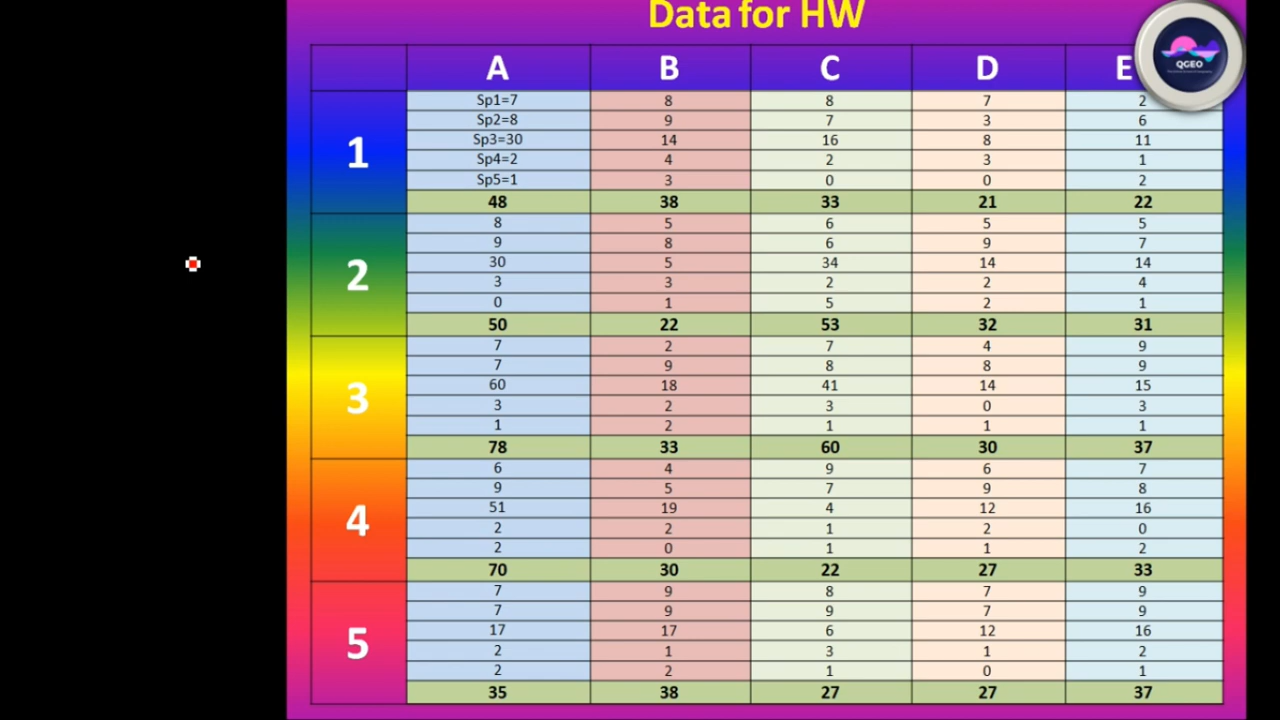 Data for HW
QGEO
A B C D E
1
Sp1=7 8 8 7 2
Sp2=8 9 7 3 6
Sp3=30 14 16 8 11
Sp4=2 4 2 3 1
Sp5=1 3 0 0 2
48 38 33 21 22
2
8 5 6 5 5
9 8 6 9 7
30 5 34 14 14
3 3 2 2 4
0 1 5 2 1
50 22 53 32 31
3
7 2 7 4 9
7 9 8 8 9
60 18 41 14 15
3 2 3 0 3
1 2 1 1 1
78 33 60 30 37
4
6 4 9 6 7
9 5 7 9 8
51 19 4 12 16
2 2 1 2 0
2 0 1 1 2
70 30 22 27 33
5
7 9 8 7 9
7 9 9 7 9
17 17 6 12 16
2 1 3 1 2
2 2 1 0 1
35 38 27 27 37